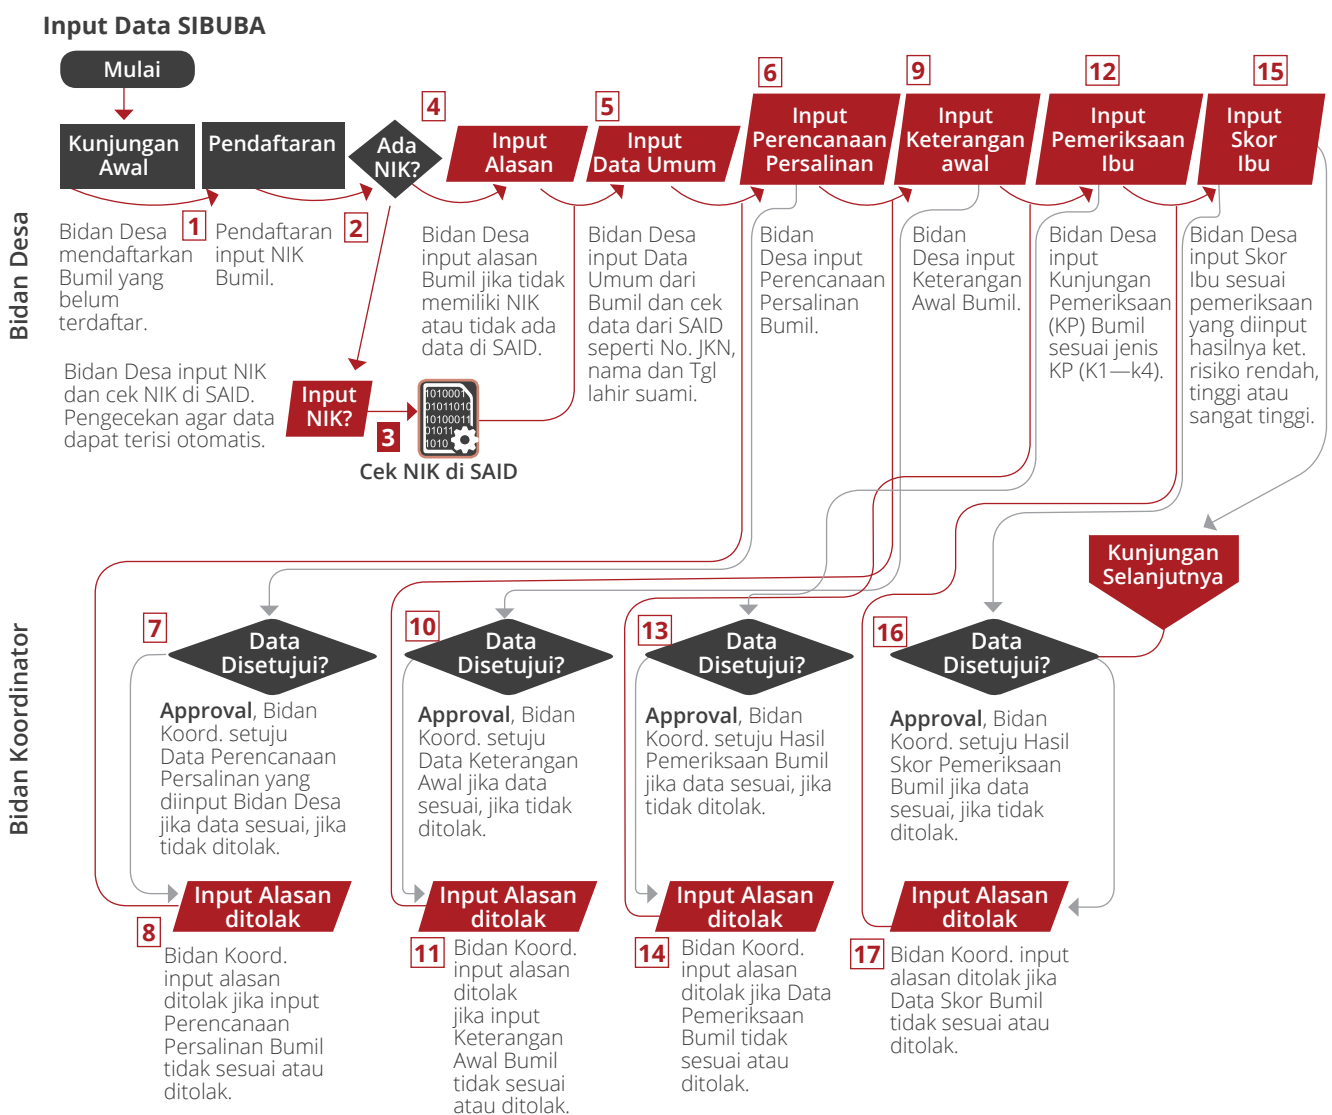 Input Data SIBUBA
Mulai
Bidan Desa
Kunjungan
Awal
1
Bidan Desa
mendaftarkan
Bumil yang
belum
terdaftar.
Pendaftaran
2
Pendaftaran
input NIK
Bumil.
Ada
NIK?
Bidan Desa input NIK
dan cek NIK di SAID.
Pengecekan agar data
dapat terisi otomatis.
Input
NIK?
3
1010001
01011010
10100011
01011
1010
Cek NIK di SAID
4
Input
Alasan
Bidan Desa
input alasan
Bumil jika tidak
memiliki NIK
atau tidak ada
data di SAID.
5
Input
Data Umum
Bidan Desa
input Data
Umum dari
Bumil dan cek
data dari SAID
seperti No. JKN,
nama dan Tgl
lahir suami.
6
Input
Perencanaan
Persalinan
Bidan
Desa input
Perencanaan
Persalinan
Bumil.
9
Input
Keterangan
awal
Bidan
Desa input
Keterangan
Awal Bumil.
12
Input
Pemeriksaan
Ibu
Bidan Desa
input
Kunjungan
Pemeriksaan
(KP) Bumil
sesuai jenis
KP (K1—k4).
15
Input
Skor
Ibu
Bidan Desa
input Skor
Ibu sesuai
pemeriksaan
yang diinput
hasilnya ket.
risiko rendah,
tinggi atau
sangat tinggi.
Kunjungan
Selanjutnya
Bidan Koordinator
7
Data
Disetujui?
Approval, Bidan
Koord. setuju
Data Perencanaan
Persalinan yang
diinput Bidan Desa
jika data sesuai, jika
tidak ditolak.
10
Data
Disetujui?
Approval, Bidan
Koord. setuju
Data Keterangan
Awal jika data
sesuai, jika tidak
ditolak.
13
Data
Disetujui?
Approval, Bidan
Koord. setuju Hasil
Pemeriksaan Bumil
jika data sesuai, jika
tidak ditolak.
16
Data
Disetujui?
Approval, Bidan
Koord. setuju Hasil
Skor Pemeriksaan
Bumil jika data
sesuai, jika tidak
ditolak.
Input Alasan
ditolak
8
Bidan Koord.
input alasan
ditolak jika input
Perencanaan
Persalinan Bumil
tidak sesuai atau
ditolak.
Input Alasan
ditolak
11
Bidan Koord.
input alasan
ditolak
jika input
Keterangan
Awal Bumil
tidak sesuai
atau ditolak.
Input Alasan
ditolak
14
Bidan Koord.
input alasan
ditolak jika Data
Pemeriksaan
Bumil tidak
sesuai atau
ditolak.
Input Alasan
ditolak
17
Bidan Koord. input
alasan ditolak jika
Data Skor Bumil
tidak sesuai atau
ditolak.